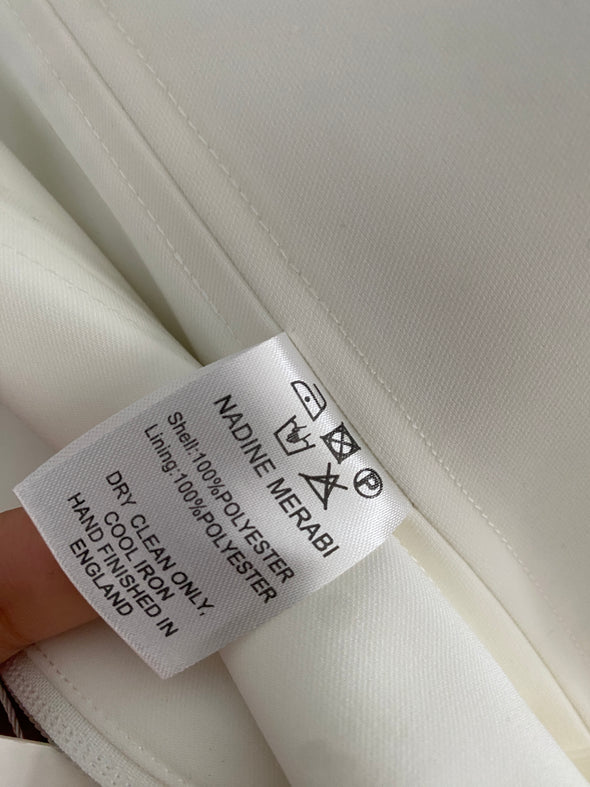 P
NADINE MERABI
Shell:100%POLYESTER
Lining:100%POLYESTER
DRY CLEAN ONLY,
COOL IRON
HAND FINISHED IN
ENGLAND